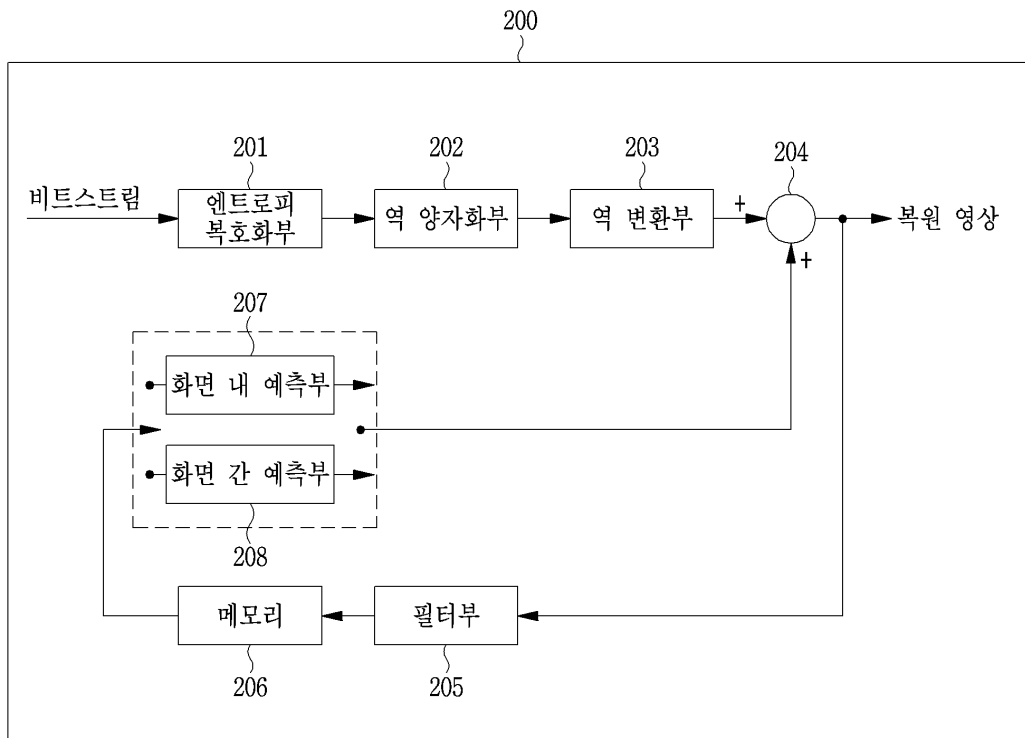 200
201
202
203
204
비트스트림
엔트로피
복호화부
역 양자화부
역 변환부
+
+
복원 영상
207
화면 내 예측부
화면 간 예측부
208
메모리
필터부
206
205